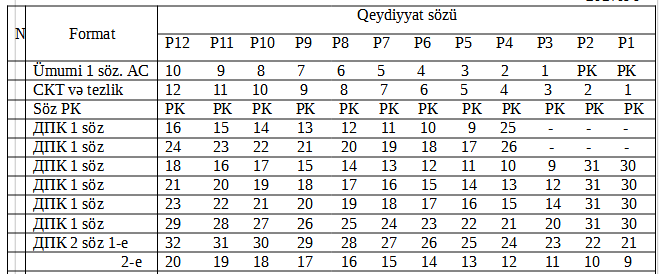 Qeydiyyat sözü
N Format P12 P11 P10 P9 P8 P7 P6 P5 P4 P3 P2 P1
Ümumi 1 söz. AC 10 9 8 7 6 5 4 3 2 1 PK PK
CKT və tezlik 12 11 10 9 8 7 6 5 4 3 2 1
Söz PK PK PK PK PK PK PK PK PK PK PK PK PK
ДПК 1 söz 16 15 14 13 12 11 10 9 25 - - -
ДПК 1 söz 24 23 22 21 20 19 18 17 26 - - -
ДПК 1 söz 18 16 17 15 14 13 12 11 10 9 31 30
ДПК 1 söz 21 20 19 18 17 16 15 14 13 12 31 30
ДПК 1 söz 23 22 21 20 19 18 17 16 15 14 31 30
ДПК 1 söz 29 28 27 26 25 24 23 22 21 20 31 30
ДПК 2 söz 1-e 32 31 30 29 28 27 26 25 24 23 22 21
2-e 20 19 18 17 16 15 14 13 12 11 10 9